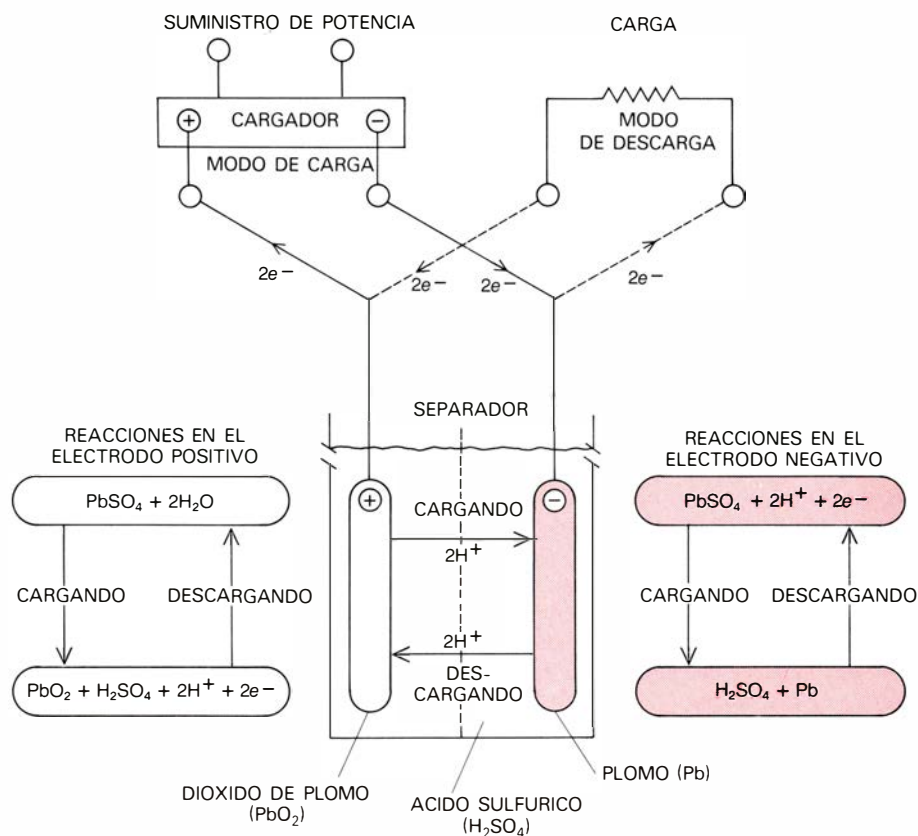 SUMINISTRO DE POTENCIA
CARGA
+
CARGADOR
−
MODO DE CARGA
MODO
DE DESCARGA
2e−
2e−
2e−
2e−
SEPARADOR
REACCIONES EN EL
ELECTRODO POSITIVO
PbSO₄ + 2H₂O
CARGANDO
DESCARGANDO
PbO₂ + H₂SO₄ + 2H⁺ + 2e−
+
−
CARGANDO
2H⁺
2H⁺
DES-
CARGANDO
REACCIONES EN EL
ELECTRODO NEGATIVO
PbSO₄ + 2H⁺ + 2e−
CARGANDO
DESCARGANDO
H₂SO₄ + Pb
DIOXIDO DE PLOMO
(PbO₂)
ACIDO SULFURICO
(H₂SO₄)
PLOMO (Pb)